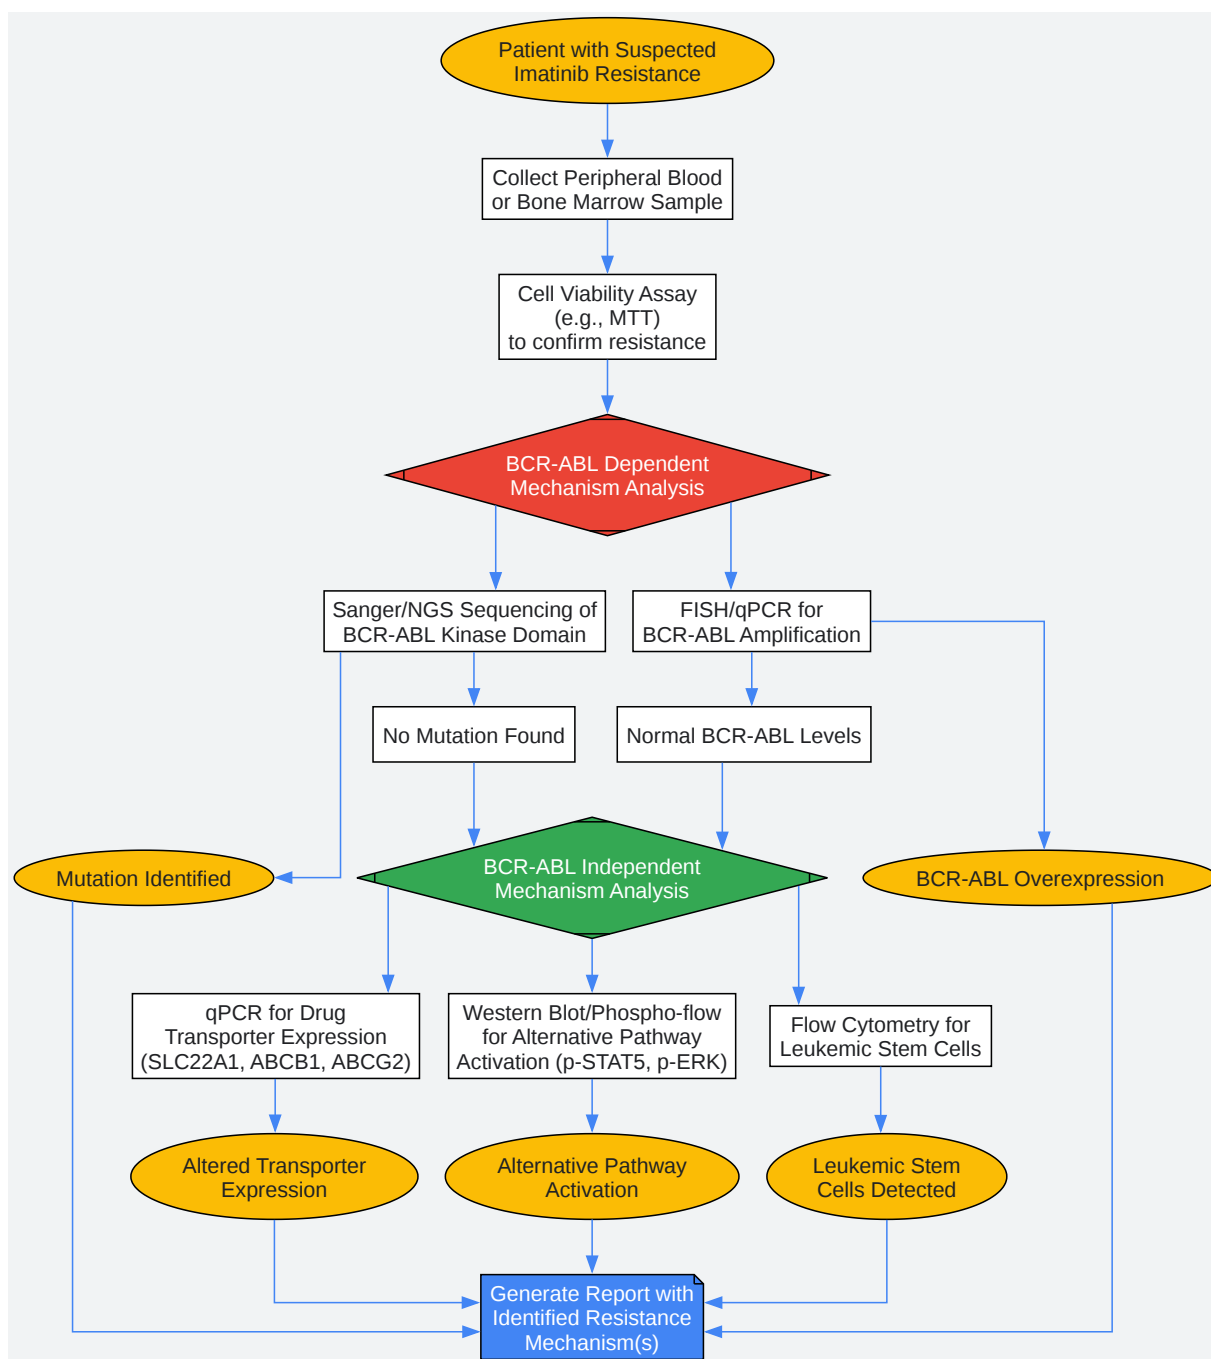 Patient with Suspected
Imatinib Resistance
Collect Peripheral Blood
or Bone Marrow Sample
Cell Viability Assay
(e.g., MTT)
to confirm resistance
BCR-ABL Dependent
Mechanism Analysis
Sanger/NGS Sequencing of
BCR-ABL Kinase Domain
FISH/qPCR for
BCR-ABL Amplification
No Mutation Found
Normal BCR-ABL Levels
Mutation Identified
BCR-ABL Independent
Mechanism Analysis
BCR-ABL Overexpression
qPCR for Drug
Transporter Expression
(SLC22A1, ABCB1, ABCG2)
Western Blot/Phospho-flow
for Alternative Pathway
Activation (p-STAT5, p-ERK)
Flow Cytometry for
Leukemic Stem Cells
Altered Transporter
Expression
Alternative Pathway
Activation
Leukemic Stem
Cells Detected
Generate Report with
Identified Resistance
Mechanism(s)